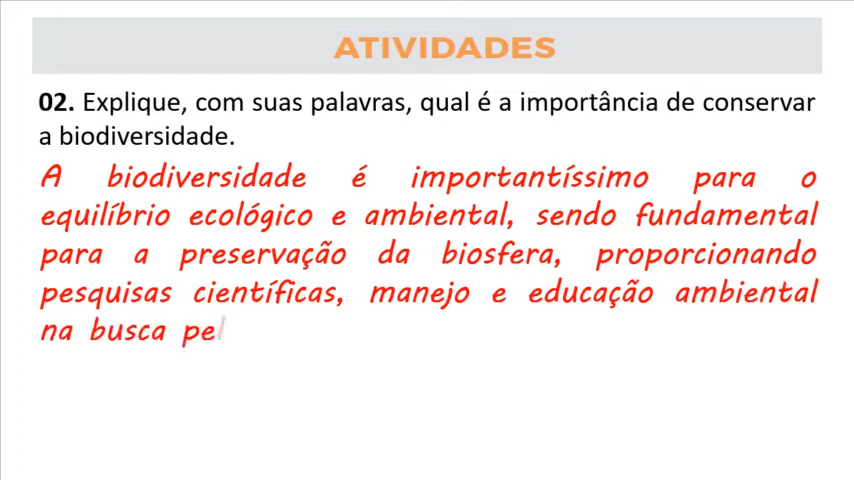 ATIVIDADES
02. Explique, com suas palavras, qual é a importância de conservar
a biodiversidade.
A biodiversidade é importantíssimo para o
equilíbrio ecológico e ambiental, sendo fundamental
para a preservação da biosfera, proporcionando
pesquisas científicas, manejo e educação ambiental
na busca pel